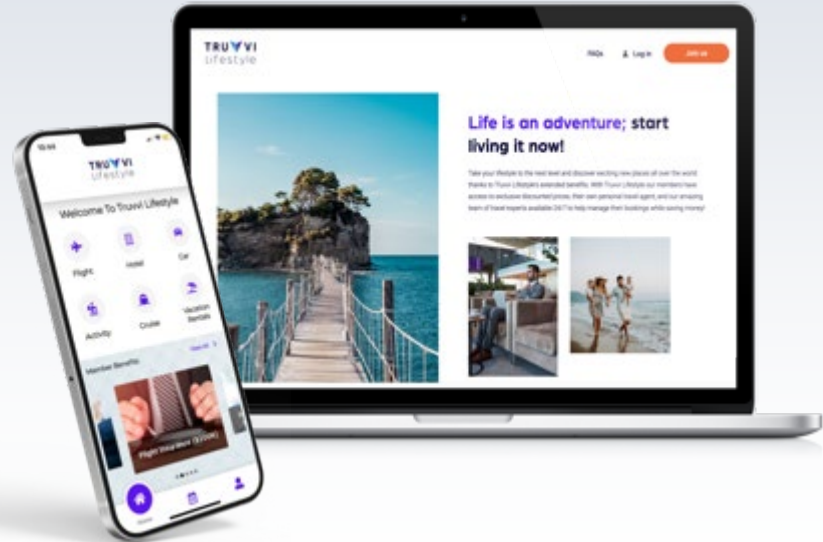 TRUVVI
Lifestyle
FAQs
Log in
Join us
Life is an adventure; start
living it now!
Take your lifestyle to the next level and discover exciting new places all over the world
thanks to Truvvi Lifestyle's extended benefits. With Truvvi Lifestyle our members have
access to exclusive discounted prices, their own personal travel agent, and our amazing
team of travel experts available 24/7 to help manage their bookings while saving money!
TRUVVI
Lifestyle
Welcome To Truvvi Lifestyle
Flight
Hotel
Car
Activity
Cruise
Vacation
Rentals
Member Benefits
View All
Flight Insurance
Home